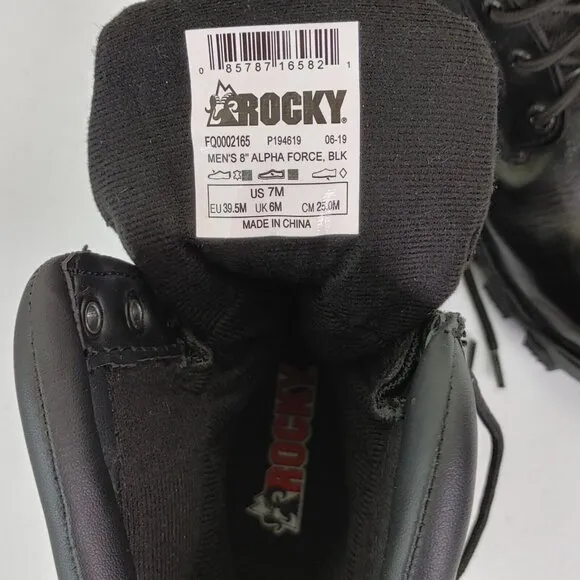 0 85787 16582 1
ROCKY®
FQ0002165 P194619 06-19
MEN'S 8" ALPHA FORCE, BLK
US 7M
EU 39.5M UK 6M CM 25.0M
MADE IN CHINA
ROCKY